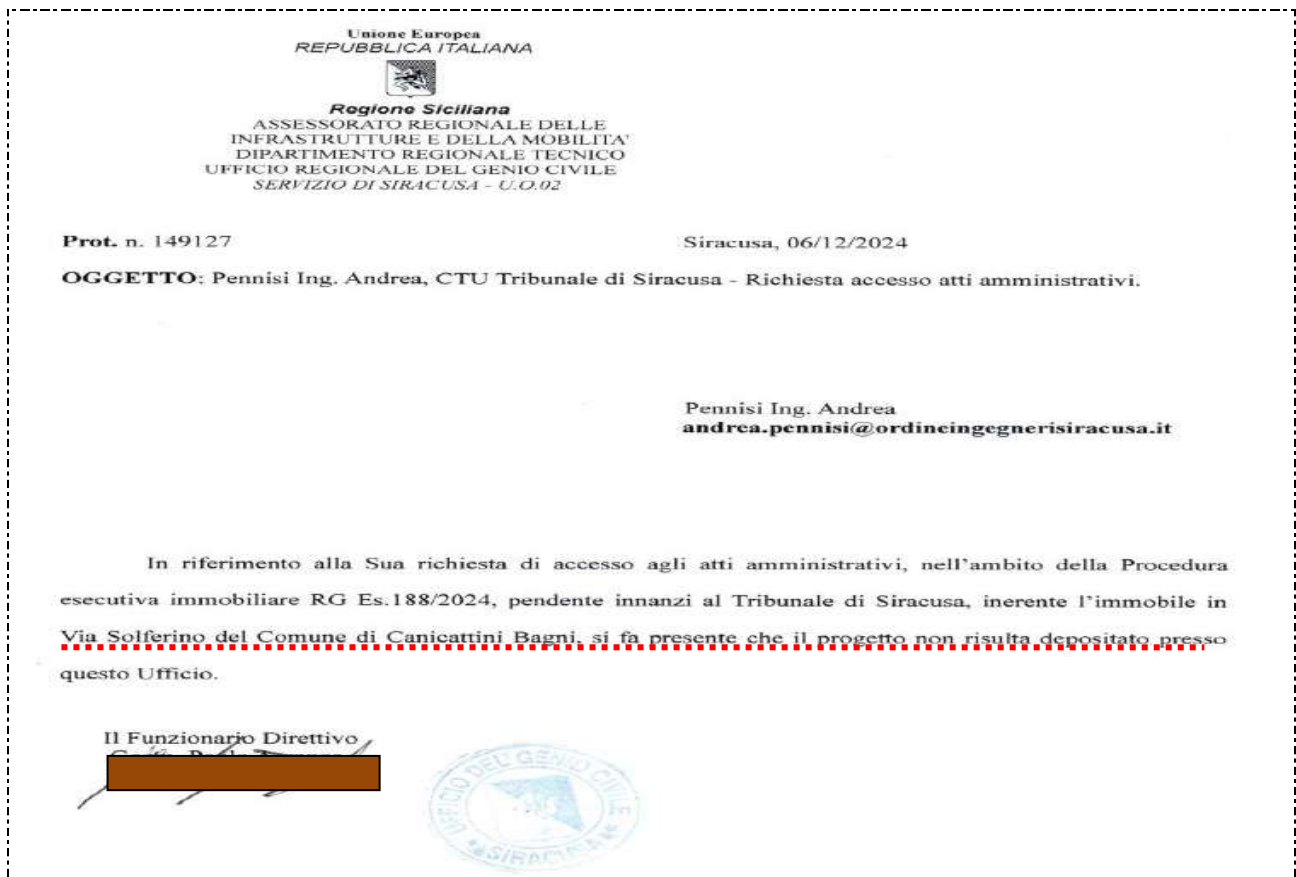 Unione Europea
REPUBBLICA ITALIANA
Regione Siciliana
ASSESSORATO REGIONALE DELLE
INFRASTRUTTURE E DELLA MOBILITA'
DIPARTIMENTO REGIONALE TECNICO
UFFICIO REGIONALE DEL GENIO CIVILE
SERVIZIO DI SIRACUSA - U.O.02
Prot. n. 149127
Siracusa, 06/12/2024
OGGETTO: Pennisi Ing. Andrea, CTU Tribunale di Siracusa - Richiesta accesso atti amministrativi.
Pennisi Ing. Andrea
andrea.pennisi@ordineingegnerisiracusa.it
In riferimento alla Sua richiesta di accesso agli atti amministrativi, nell'ambito della Procedura
esecutiva immobiliare RG Es.188/2024, pendente innanzi al Tribunale di Siracusa, inerente l'immobile in
Via Solferino del Comune di Canicattini Bagni, si fa presente che il progetto non risulta depositato presso
questo Ufficio.
Il Funzionario Direttivo
UFFICIO DEL GENIO CIVILE
SIRACUSA